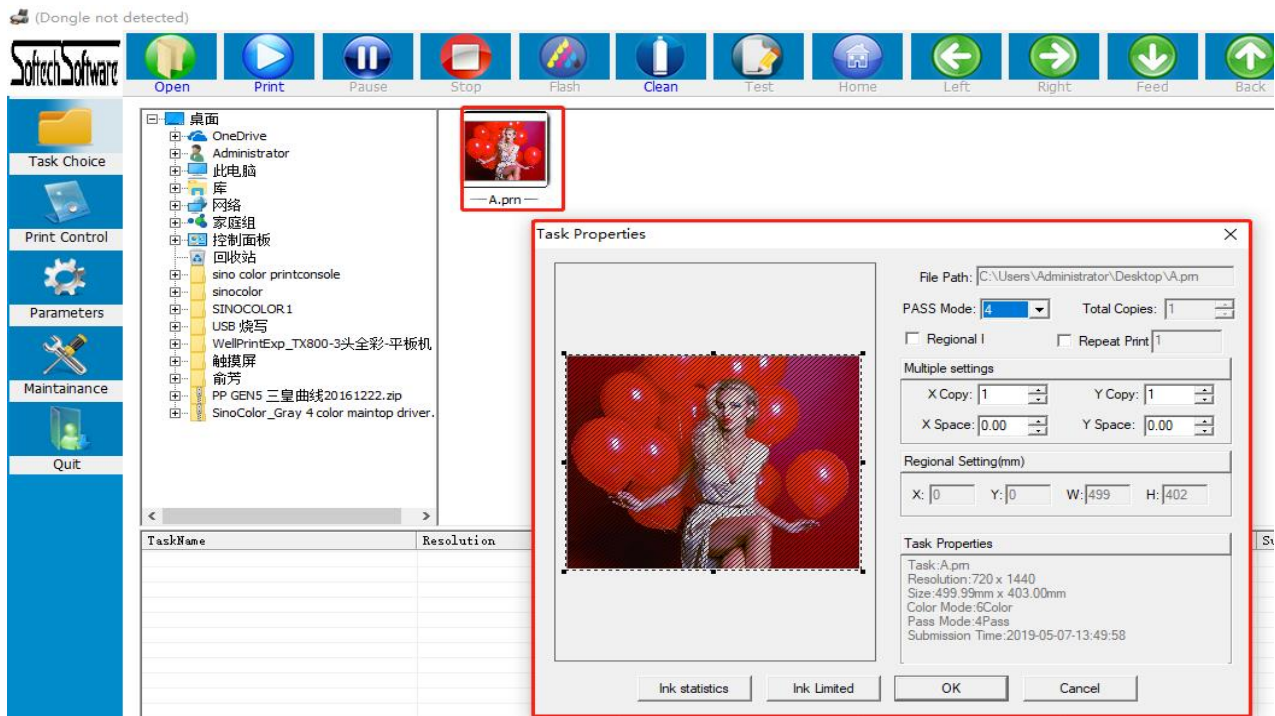 (Dongle not detected)
Softech Software
Open
Print
Pause
Stop
Flash
Clean
Test
Home
Left
Right
Feed
Back
Task Choice
Print Control
Parameters
Maintainance
Quit
桌面
OneDrive
Administrator
此电脑
库
网络
家庭组
控制面板
回收站
sino color printconsole
sinocolor
SINOCOLOR1
USB 烧写
WellPrintExp_TX800-3头全彩-平板机
触摸屏
俞芳
PP GEN5 三皇曲线20161222.zip
SinoColor_Gray 4 color maintop driver.
A.prn
TaskName
Resolution
Task Properties
File Path: C:\Users\Administrator\Desktop\A.prn
PASS Mode: 4 Total Copies: 1
Regional I Repeat Print 1
Multiple settings
X Copy: 1 Y Copy: 1
X Space: 0.00 Y Space: 0.00
Regional Setting(mm)
X: 0 Y: 0 W: 499 H: 402
Task Properties
Task:A.prn
Resolution:720 x 1440
Size:499.99mm x 403.00mm
Color Mode:6Color
Pass Mode:4Pass
Submission Time:2019-05-07-13:49:58
Ink statistics
Ink Limited
OK
Cancel